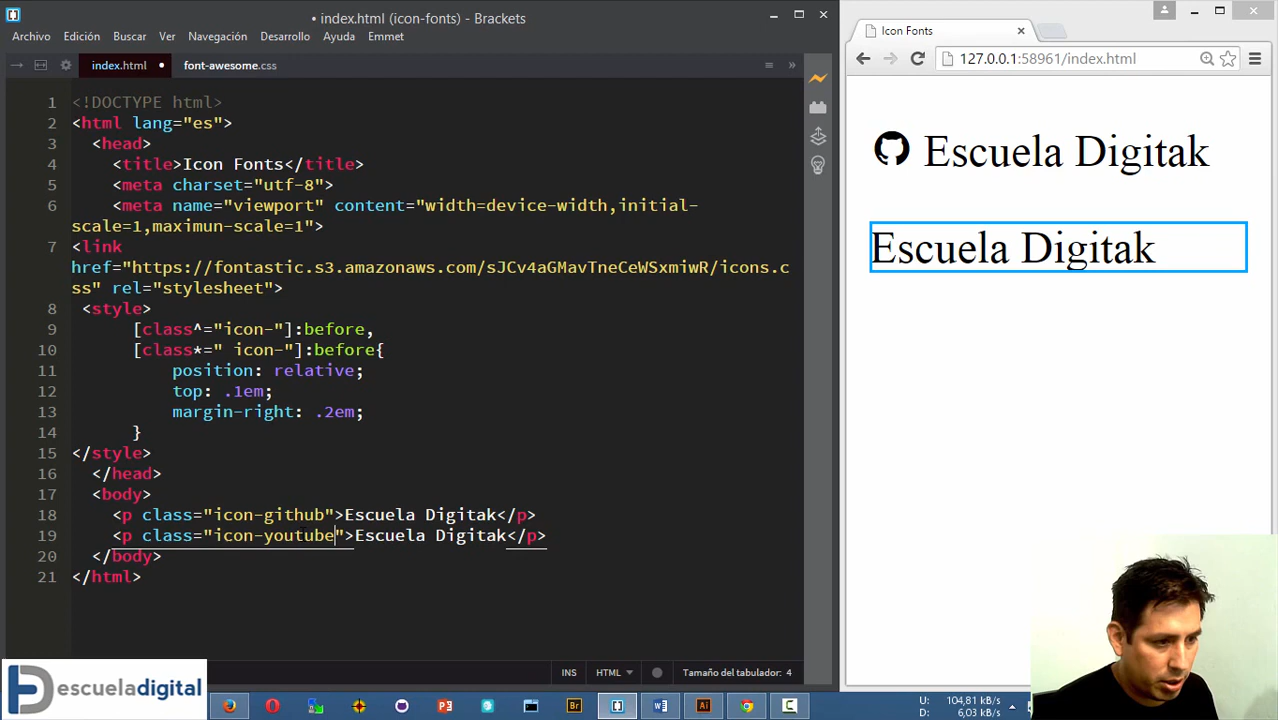 • index.html (icon-fonts) - Brackets
Archivo Edición Buscar Ver Navegación Desarrollo Ayuda Emmet
index.html • font-awesome.css
1 <!DOCTYPE html>
2 <html lang="es">
3 <head>
4 <title>Icon Fonts</title>
5 <meta charset="utf-8">
6 <meta name="viewport" content="width=device-width,initial-
scale=1,maximun-scale=1">
7 <link
href="https://fontastic.s3.amazonaws.com/sJCv4aGMavTneCeWSxmiwR/icons.c
ss" rel="stylesheet">
8 <style>
9 [class^="icon-"]:before,
10 [class*=" icon-"]:before{
11 position: relative;
12 top: .1em;
13 margin-right: .2em;
14 }
15 </style>
16 </head>
17 <body>
18 <p class="icon-github">Escuela Digitak</p>
19 <p class="icon-youtube">Escuela Digitak</p>
20 </body>
21 </html>
INS HTML Tamaño del tabulador: 4
Icon Fonts
127.0.0.1:58961/index.html
Escuela Digitak
Escuela Digitak
escueladigital
U: 104,81 kB/s
D: 6,03 kB/s